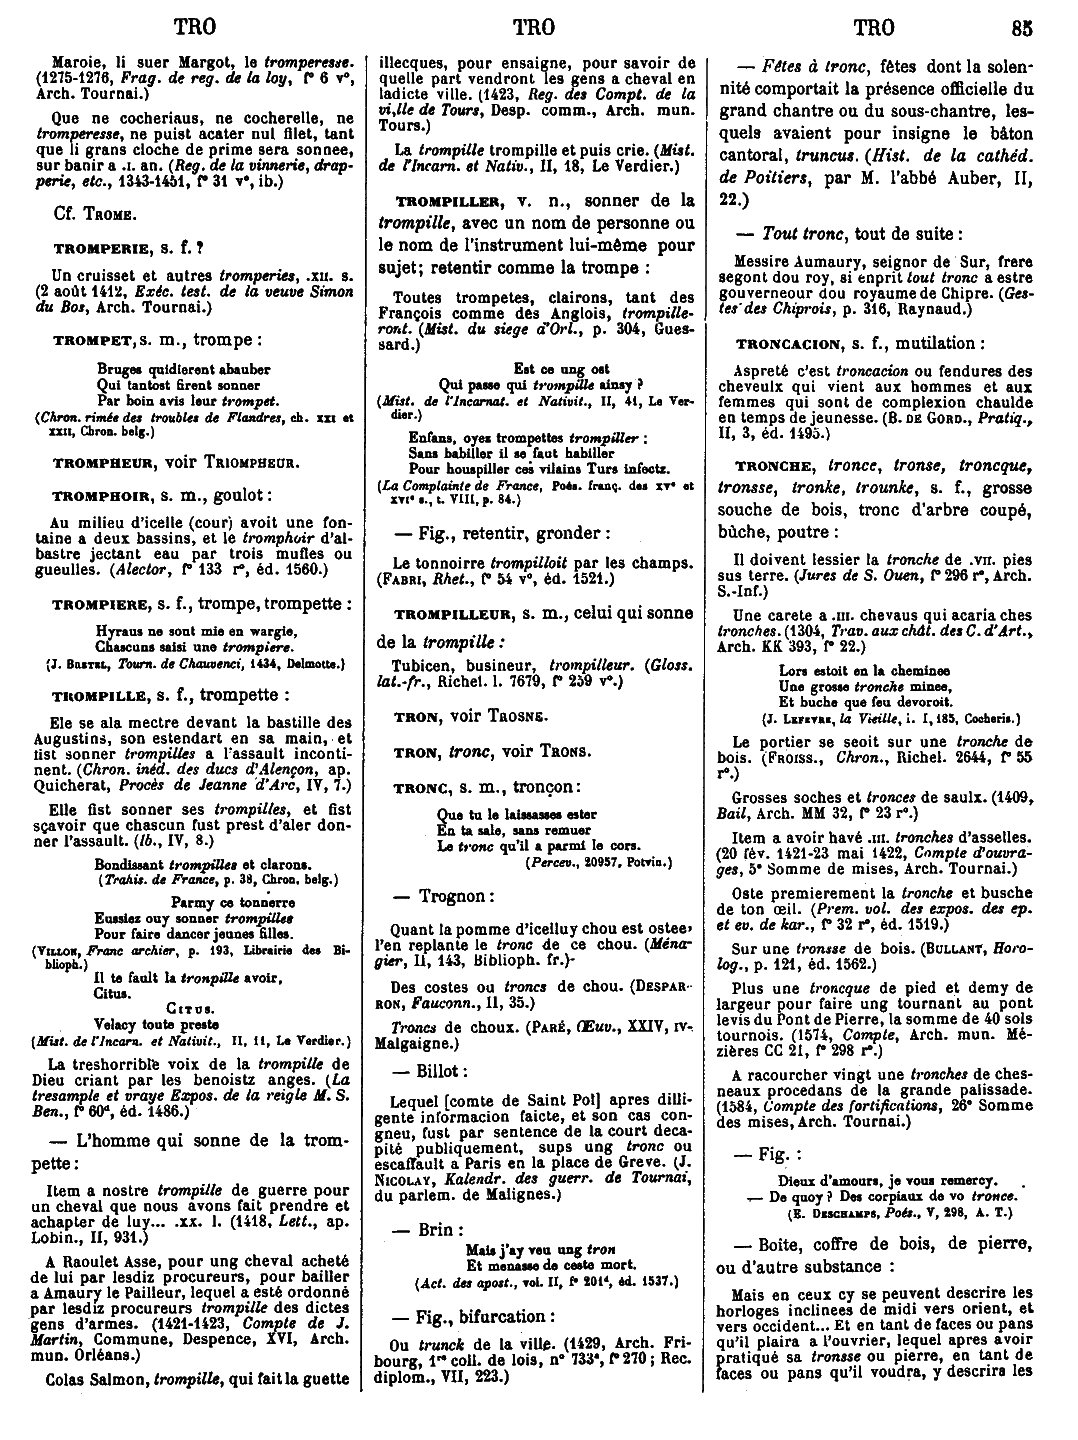 TRO TRO TRO 85
Maroie, li suer Margot, le tromperesse.
(1275-1276, Frag. de reg. de la loy, f° 6 v°,
Arch. Tournai.)
Que ne cocheriaus, ne cocherelle, ne
tromperesse, ne puist acater nul filet, tant
que li grans cloche de prime sera sonnee,
sur banir a .I. an. (Reg. de la vinnerie, drap-
perie, etc., 1343-1451, f° 31 v°, ib.)
Cf. TROME.
TROMPERIE, s. f. ?
Un cruisset et autres tromperies, .XII. s.
(2 août 1412, Exéc. test. de la veuve Simon
du Bos, Arch. Tournai.)
TROMPET, s. m., trompe :
Bruges quidierent abauber
Qui tantost firent sonner
Par boin avis leur trompet.
(Chron. rimée des troubles de Flandres, ch. XXI et
XXII, Chron. belg.)
TROMPHEUR, voir TRIOMPHEUR.
TROMPHOIR, s. m., goulot :
Au milieu d'icelle (cour) avoit une fon-
taine a deux bassins, et le tromphoir d'al-
bastre jectant eau par trois mufles ou
gueulles. (Alector, f° 133 r°, éd. 1560.)
TROMPIERE, s. f., trompe, trompette :
Hyraus ne sont mie en wargie,
Chascuns saisi une trompiere.
(J. BRETEL, Tourn. de Chauvenci, 1434, Delmotte.)
TROMPILLE, s. f., trompette :
Ele se ala mectre devant la bastille des
Augustins, son estendart en sa main, et
fist sonner trompilles a l'assault inconti-
nent. (Chron. inéd. des ducs d'Alençon, ap.
Quicherat, Procès de Jeanne d'Arc, IV, 7.)
Elle fist sonner ses trompilles, et fist
sçavoir que chascun fust prest d'aler don-
ner l'assault. (Ib., IV, 8.)
Bondissant trompilles et clarons.
(Trahis. de France, p. 38, Chron. belg.)
Parmy ce tonnerre
Eussiez ouy sonner trompilles
Pour faire dancer jeunes filles.
(VILLON, Franc archier, p. 193, Librairie des Bi-
blioph.)
Il te fault la tronpille avoir,
Citus.
CITUS.
Velacy toute preste
(Mist. de l'Incarn. et Nativit., II, 11, Le Verdier.)
La treshorrible voix de la trompille de
Dieu criant par les benoistz anges. (La
tresample et vraye Expos. de la reigle M. S.
Ben., f° 60d, éd. 1486.)
— L'homme qui sonne de la trom-
pette :
Item a nostre trompille de guerre pour
un cheval que nous avons fait prendre et
achapter de luy... .XX. l. (1418, Lett., ap.
Lobin., II, 931.)
A Raoulet Asse, pour ung cheval acheté
de lui par lesdiz procureurs, pour bailler
a Amaury le Pailleur, lequel a esté ordonné
par lesdiz procureurs trompille des dictes
gens d'armes. (1421-1423, Compte de J.
Martin, Commune, Despence, XVI, Arch.
mun. Orléans.)
Colas Salmon, trompille, qui fait la guette
illecques, pour ensaigne, pour savoir de
quelle part vendront les gens a cheval en
ladicte ville. (1423, Reg. des Compt. de la
vi,lle de Tours, Desp. comm., Arch. mun.
Tours.)
La trompille trompille et puis crie. (Mist.
de l'Incarn. et Nativ., II, 18, Le Verdier.)
TROMPILLER, v. n., sonner de la
trompille, avec un nom de personne ou
le nom de l'instrument lui-même pour
sujet; retentir comme la trompe :
Toutes trompetes, clairons, tant des
François comme des Anglois, trompille-
ront. (Mist. du siege d'Orl., p. 304, Gues-
sard.)
Est ce ung ost
Qui passe qui trompille ainsy ?
(Mist. de l'Incarnat. et Nativit., II, 41, Le Ver-
dier.)
Enfans, oyez trompettes trompiller :
Sans babiller il se faut habiller
Pour houspiller ces vilains Turs infectz.
(La Complainte de France, Poés. franç. des XVe et
XVIe s., t. VIII, p. 84.)
— Fig., retentir, gronder :
Le tonnoirre trompilloit par les champs.
(FABRI, Rhet., f° 54 v°, éd. 1521.)
TROMPILLEUR, s. m., celui qui sonne
de la trompille :
Tubicen, busineur, trompilleur. (Gloss.
lat.-fr., Richel. l. 7679, f° 259 v°.)
TRON, voir TROSNE.
TRON, tronc, voir TRONS.
TRONC, s. m., tronçon :
Que tu le laissasses ester
En ta sale, sans remuer
Le tronc qu'il a parmi le cors.
(Percev., 20957, Potvin.)
— Trognon :
Quant la pomme d'icelluy chou est ostee,
l'en replante le tronc de ce chou. (Ména-
gier, II, 143, Biblioph. fr.)
Des costes ou troncs de chou. (DESPAR-
RON, Fauconn., II, 35.)
Troncs de choux. (PARÉ, Œuv., XXIV, IV,
Malgaigne.)
— Billot :
Lequel [comte de Saint Pol] apres dilli-
gente informacion faicte, et son cas con-
gneu, fust par sentence de la court deca-
pité publiquement, sups ung tronc ou
escaffault a Paris en la place de Greve. (J.
NICOLAY, Kalendr. des guerr. de Tournai,
du parlem. de Malignes.)
— Brin :
Mais j'ay veu ung tron
Et menasse de ceste mort.
(Act. des apost., vol. II, f° 201d, éd. 1537.)
— Fig., bifurcation :
Ou trunck de la ville. (1429, Arch. Fri-
bourg, 1re coll. de lois, n° 733a, f° 270 ; Rec.
diplom., VII, 223.)
— Fêtes à tronc, fêtes dont la solen-
nité comportait la présence officielle du
grand chantre ou du sous-chantre, les-
quels avaient pour insigne le bâton
cantoral, truncus. (Hist. de la cathéd.
de Poitiers, par M. l'abbé Auber, II,
22.)
— Tout tronc, tout de suite :
Messire Aumaury, seignor de Sur, frere
segont dou roy, si enprit tout tronc a estre
gouverneour dou royaume de Chipre. (Ges-
tes des Chiprois, p. 316, Raynaud.)
TRONCACION, s. f., mutilation :
Aspreté c'est troncacion ou fendures des
cheveulx qui vient aux hommes et aux
femmes qui sont de complexion chaulde
en temps de jeunesse. (B. DE GORD., Pratiq.,
II, 3, éd. 1495.)
TRONCHE, tronce, tronse, troncque,
tronsse, tronke, trounke, s. f., grosse
souche de bois, tronc d'arbre coupé,
bûche, poutre :
Il doivent lessier la tronche de .VII. pies
sus terre. (Jures de S. Ouen, f° 296 r°, Arch.
S.-Inf.)
Une carete a .III. chevaus qui acaria ches
tronches. (1304, Trav. aux chât. des C. d'Art.,
Arch. KK 393, f° 22.)
Lors estoit en la cheminee
Une grosse tronche minee,
Et buche que feu devoroit.
(J. LEFEVRE, la Vieille, l. I, 185, Cocheris.)
Le portier se seoit sur une tronche de
bois. (FROISS., Chron., Richel. 2644, f° 55
r°.)
Grosses soches et tronces de saulx. (1409,
Bail, Arch. MM 32, f° 23 r°.)
Item a avoir havé .III. tronches d'asselles.
(20 fév. 1421-23 mai 1422, Compte d'ouvra-
ges, 5e Somme de mises, Arch. Tournai.)
Oste premierement la tronche et busche
de ton œil. (Prem. vol. des expos. des ep.
et ev. de kar., f° 32 r°, éd. 1519.)
Sur une tronsse de bois. (BULLANT, Horo-
log., p. 121, éd. 1562.)
Plus une troncque de pied et demy de
largeur pour faire ung tournant au pont
levis du Pont de Pierre, la somme de 40 sols
tournois. (1574, Compte, Arch. mun. Mé-
zières CC 21, f° 298 r°.)
A racourcher vingt une tronches de ches-
neaux procedans de la grande palissade.
(1584, Compte des fortifications, 26e Somme
des mises, Arch. Tournai.)
— Fig. :
Dieux d'amours, je vous remercy.
— De quoy ? Des corpiaux de vo tronce.
(E. DESCHAMPS, Poés., V, 298, A. T.)
— Boite, coffre de bois, de pierre,
ou d'autre substance :
Mais en ceux cy se peuvent descrire les
horloges inclinees de midi vers orient, et
vers occident... Et en tant de faces ou pans
qu'il plaira a l'ouvrier, lequel apres avoir
pratiqué sa tronsse ou pierre, en tant de
faces ou pans qu'il voudra, y descrira les